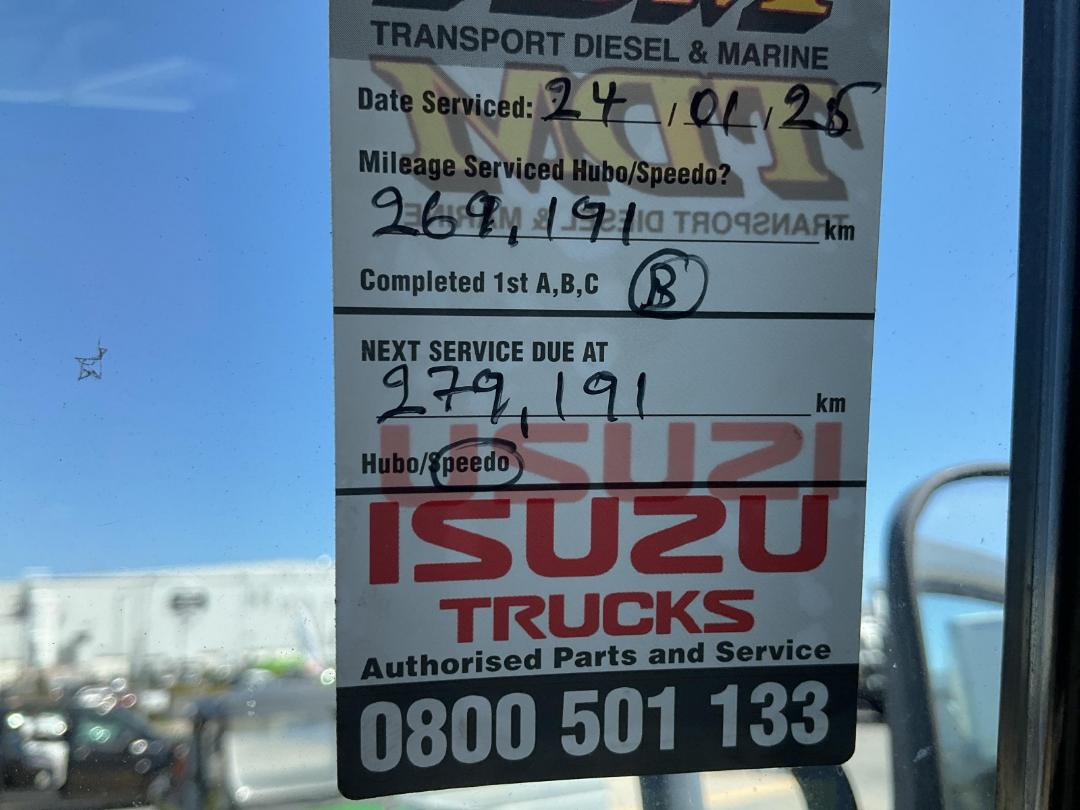 TRANSPORT DIESEL & MARINE
Date Serviced: 24 / 01 / 25
Mileage Serviced Hubo/Speedo?
269,191 km
Completed 1st A,B,C B
NEXT SERVICE DUE AT
279,191 km
Hubo/Speedo
ISUZU
TRUCKS
Authorised Parts and Service
0800 501 133